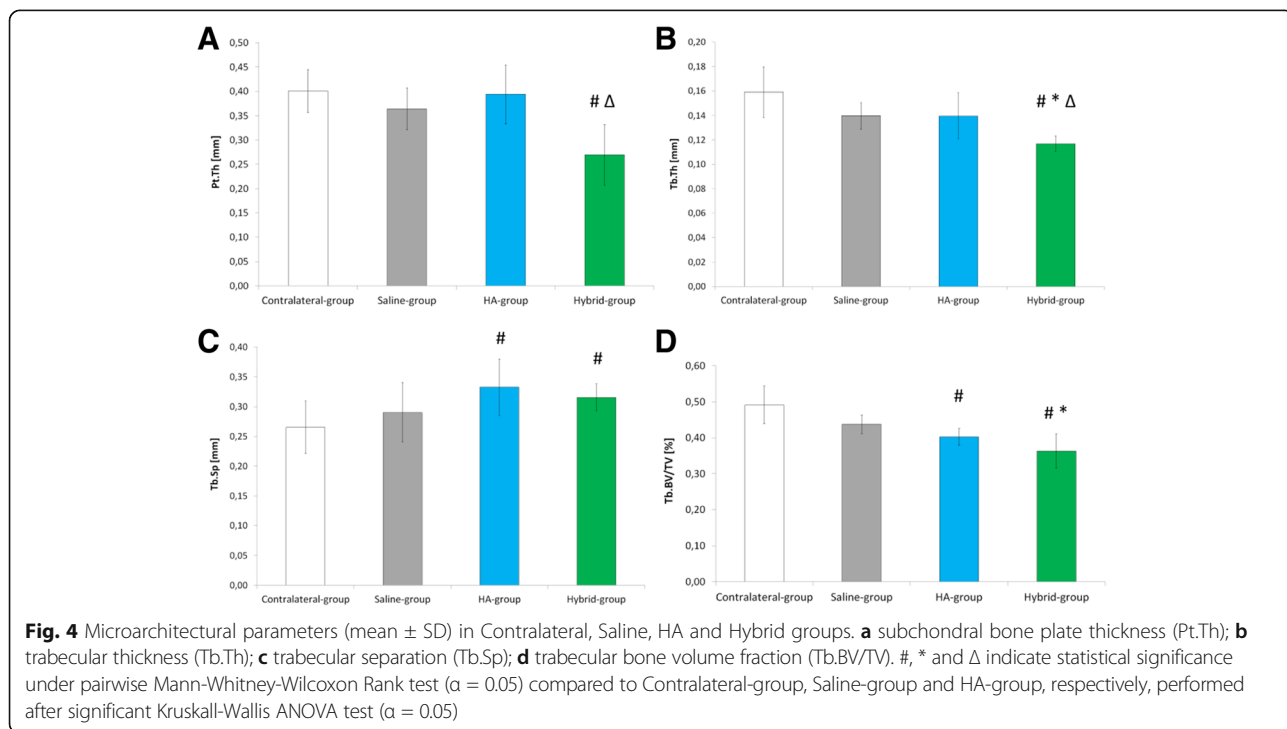 A
0,50
0,45
0,40
0,35
0,30
0,25
0,20
0,15
0,10
0,05
0,00
Pt.Th [mm]
# Δ
Contralateral-group Saline-group HA-group Hybrid-group
B
0,20
0,18
0,16
0,14
0,12
0,10
0,08
0,06
0,04
0,02
0,00
Tb.Th [mm]
# * Δ
Contralateral-group Saline-group HA-group Hybrid-group
C
0,40
0,35
0,30
0,25
0,20
0,15
0,10
0,05
0,00
Tb.Sp [mm]
# #
Contralateral-group Saline-group HA-group Hybrid-group
D
0,60
0,50
0,40
0,30
0,20
0,10
0,00
Tb.BV/TV [%]
# # *
Contralateral-group Saline-group HA-group Hybrid-group
Fig. 4 Microarchitectural parameters (mean ± SD) in Contralateral, Saline, HA and Hybrid groups. a subchondral bone plate thickness (Pt.Th); b
trabecular thickness (Tb.Th); c trabecular separation (Tb.Sp); d trabecular bone volume fraction (Tb.BV/TV). #, * and Δ indicate statistical significance
under pairwise Mann-Whitney-Wilcoxon Rank test (α = 0.05) compared to Contralateral-group, Saline-group and HA-group, respectively, performed
after significant Kruskall-Wallis ANOVA test (α = 0.05)